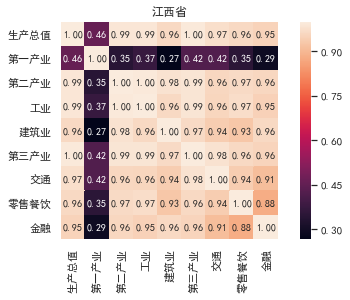 江西省
生产总值 1.00 0.46 0.99 0.99 0.96 1.00 0.97 0.96 0.95
第一产业 0.46 1.00 0.35 0.37 0.27 0.42 0.42 0.35 0.29
第二产业 0.99 0.35 1.00 1.00 0.98 0.99 0.96 0.97 0.96
工业 0.99 0.37 1.00 1.00 0.96 0.99 0.96 0.97 0.95
建筑业 0.96 0.27 0.98 0.96 1.00 0.97 0.94 0.93 0.96
第三产业 1.00 0.42 0.99 0.99 0.97 1.00 0.98 0.96 0.96
交通 0.97 0.42 0.96 0.96 0.94 0.98 1.00 0.94 0.91
零售餐饮 0.96 0.35 0.97 0.97 0.93 0.96 0.94 1.00 0.88
金融 0.95 0.29 0.96 0.95 0.96 0.96 0.91 0.88 1.00
生产总值 第一产业 第二产业 工业 建筑业 第三产业 交通 零售餐饮 金融
0.90
0.75
0.60
0.45
0.30